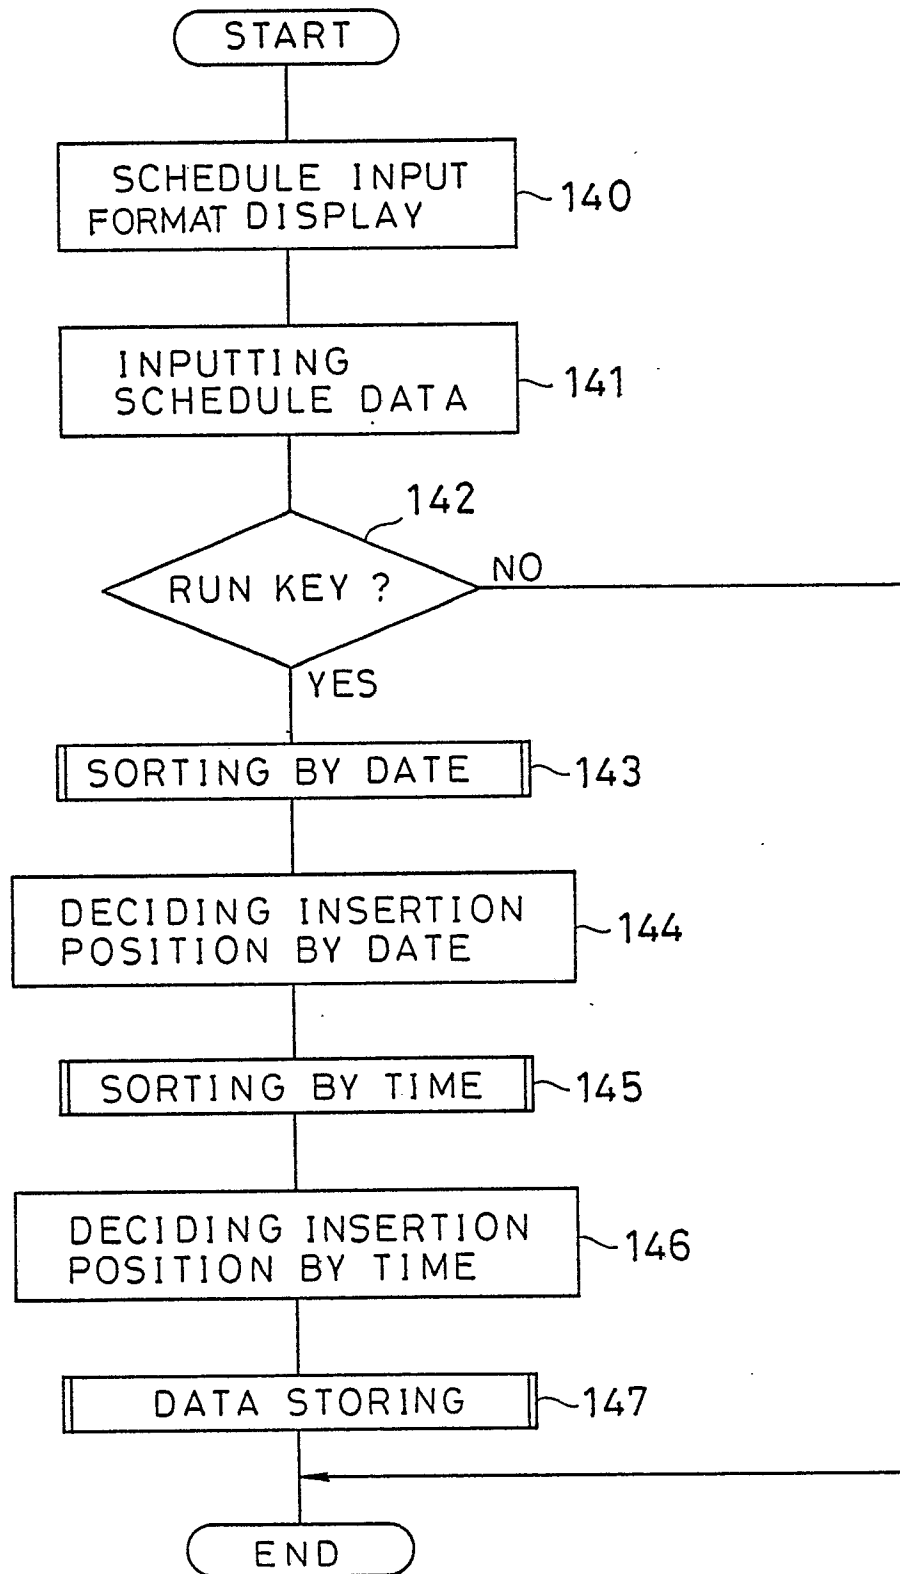 START
SCHEDULE INPUT
FORMAT DISPLAY
140
INPUTTING
SCHEDULE DATA
141
142
RUN KEY ?
NO
YES
SORTING BY DATE
143
DECIDING INSERTION
POSITION BY DATE
144
SORTING BY TIME
145
DECIDING INSERTION
POSITION BY TIME
146
DATA STORING
147
END